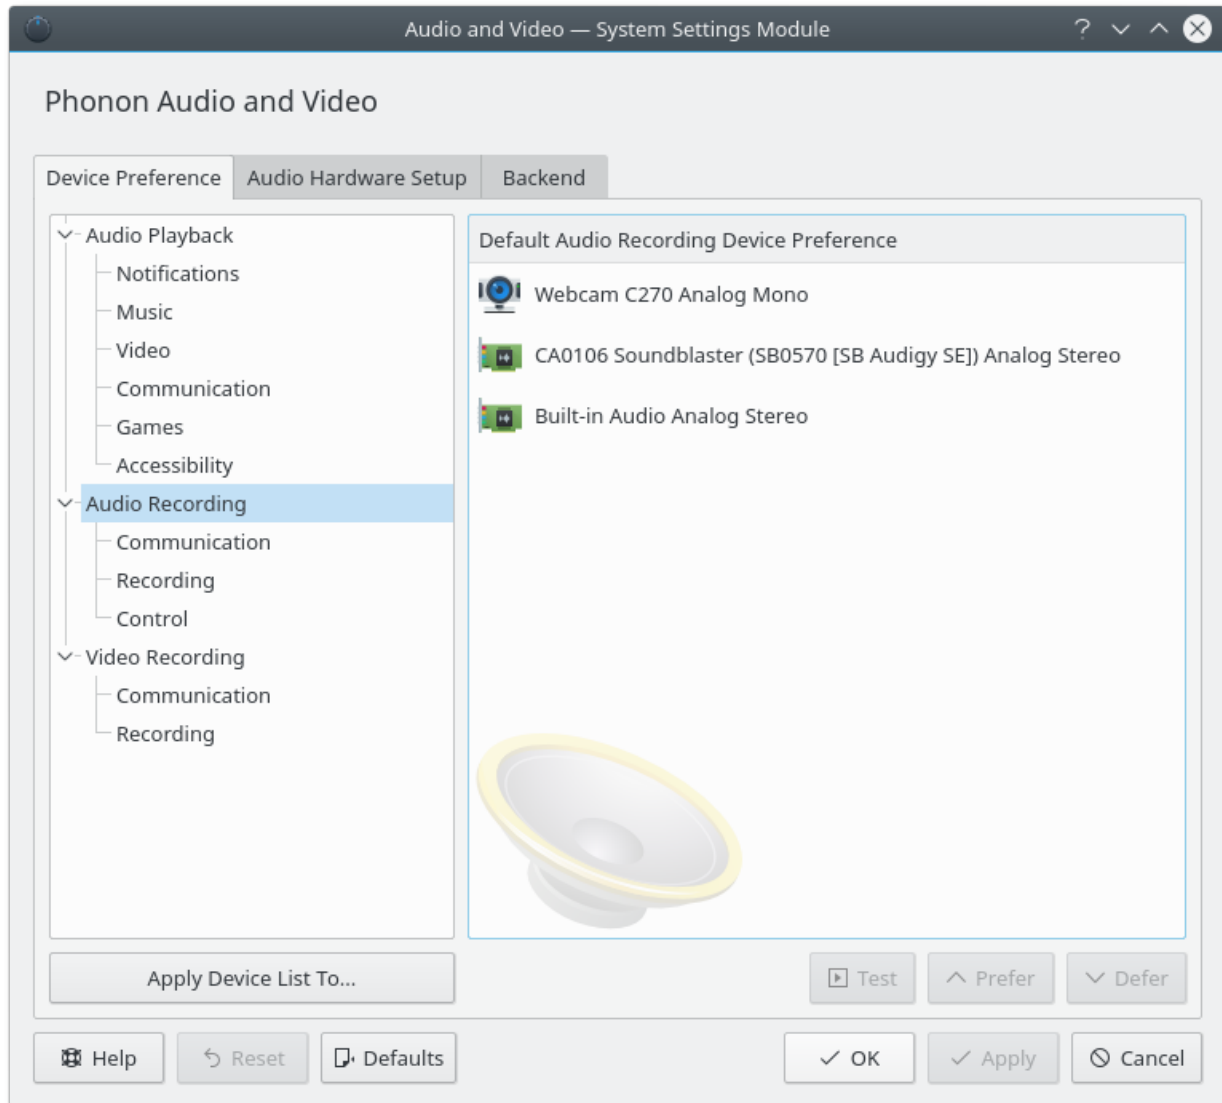 Audio and Video — System Settings Module
Phonon Audio and Video
Device Preference
Audio Hardware Setup
Backend
Audio Playback
Notifications
Music
Video
Communication
Games
Accessibility
Audio Recording
Communication
Recording
Control
Video Recording
Communication
Recording
Default Audio Recording Device Preference
Webcam C270 Analog Mono
CA0106 Soundblaster (SB0570 [SB Audigy SE]) Analog Stereo
Built-in Audio Analog Stereo
Apply Device List To...
Test
Prefer
Defer
Help
Reset
Defaults
OK
Apply
Cancel